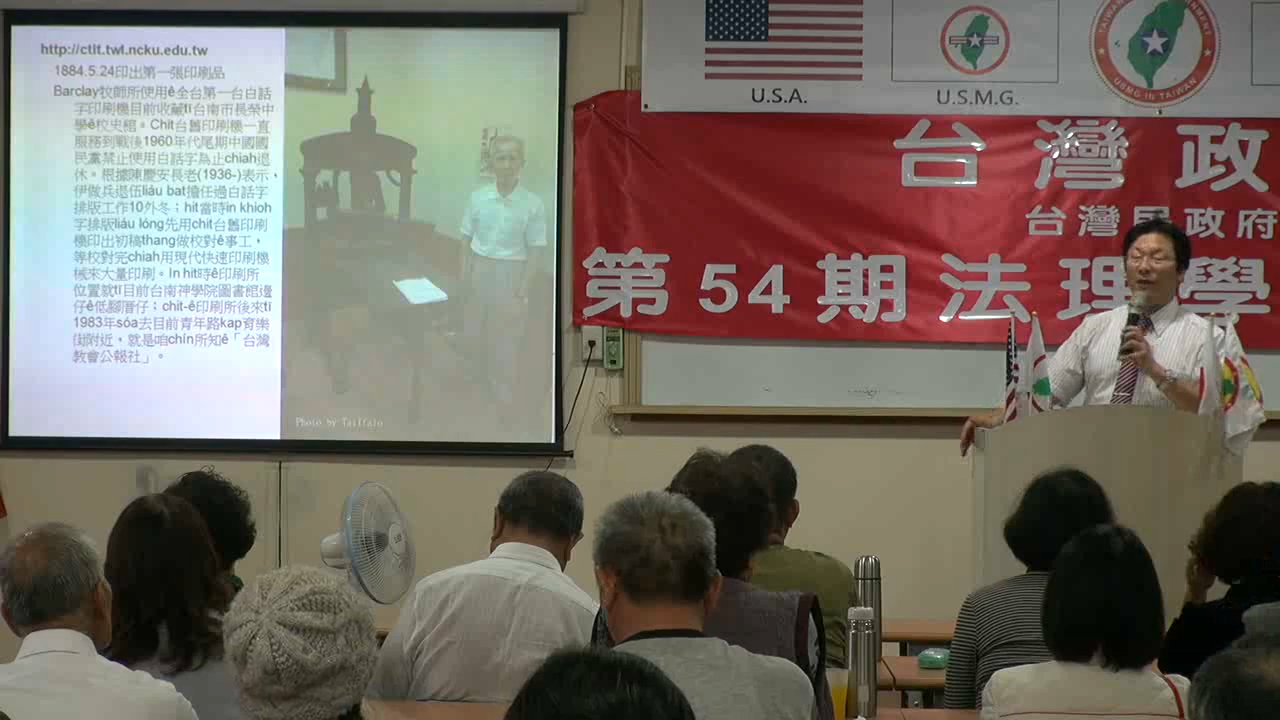 http://ctlt.twl.ncku.edu.tw
1884.5.24印出第一張印刷品
Barclay牧師所使用ê全台第一台白話
字印刷機目前收藏tī台南市長榮中
學ê校史館。Chit台舊印刷機一直
服務到戰後1960年代尾期中國國
民黨禁止使用白話字為止chiah退
休。根據陳慶安長老(1936-)表示,
伊做兵退伍liáu bat擔任過白話字
排版工作10外冬；hit當時in khioh
字排版liáu lóng先用chit台舊印刷
機印出初稿thang做校對ê事工,
等校對完chiah用現代快速印刷機
械來大量印刷。In hit時ê印刷所
位置就tī目前台南神學院圖書館邊
仔ê低腳厝仔；chit-ê印刷所後來tī
1983年sóa去目前青年路kap育樂
街附近，就是咱chín所知ê「台灣
教會公報社」。
Photo by Taiffalo
U.S.A.
U.S.M.G.
USMG IN TAIWAN
台灣政
台灣民政府
第54期法理學